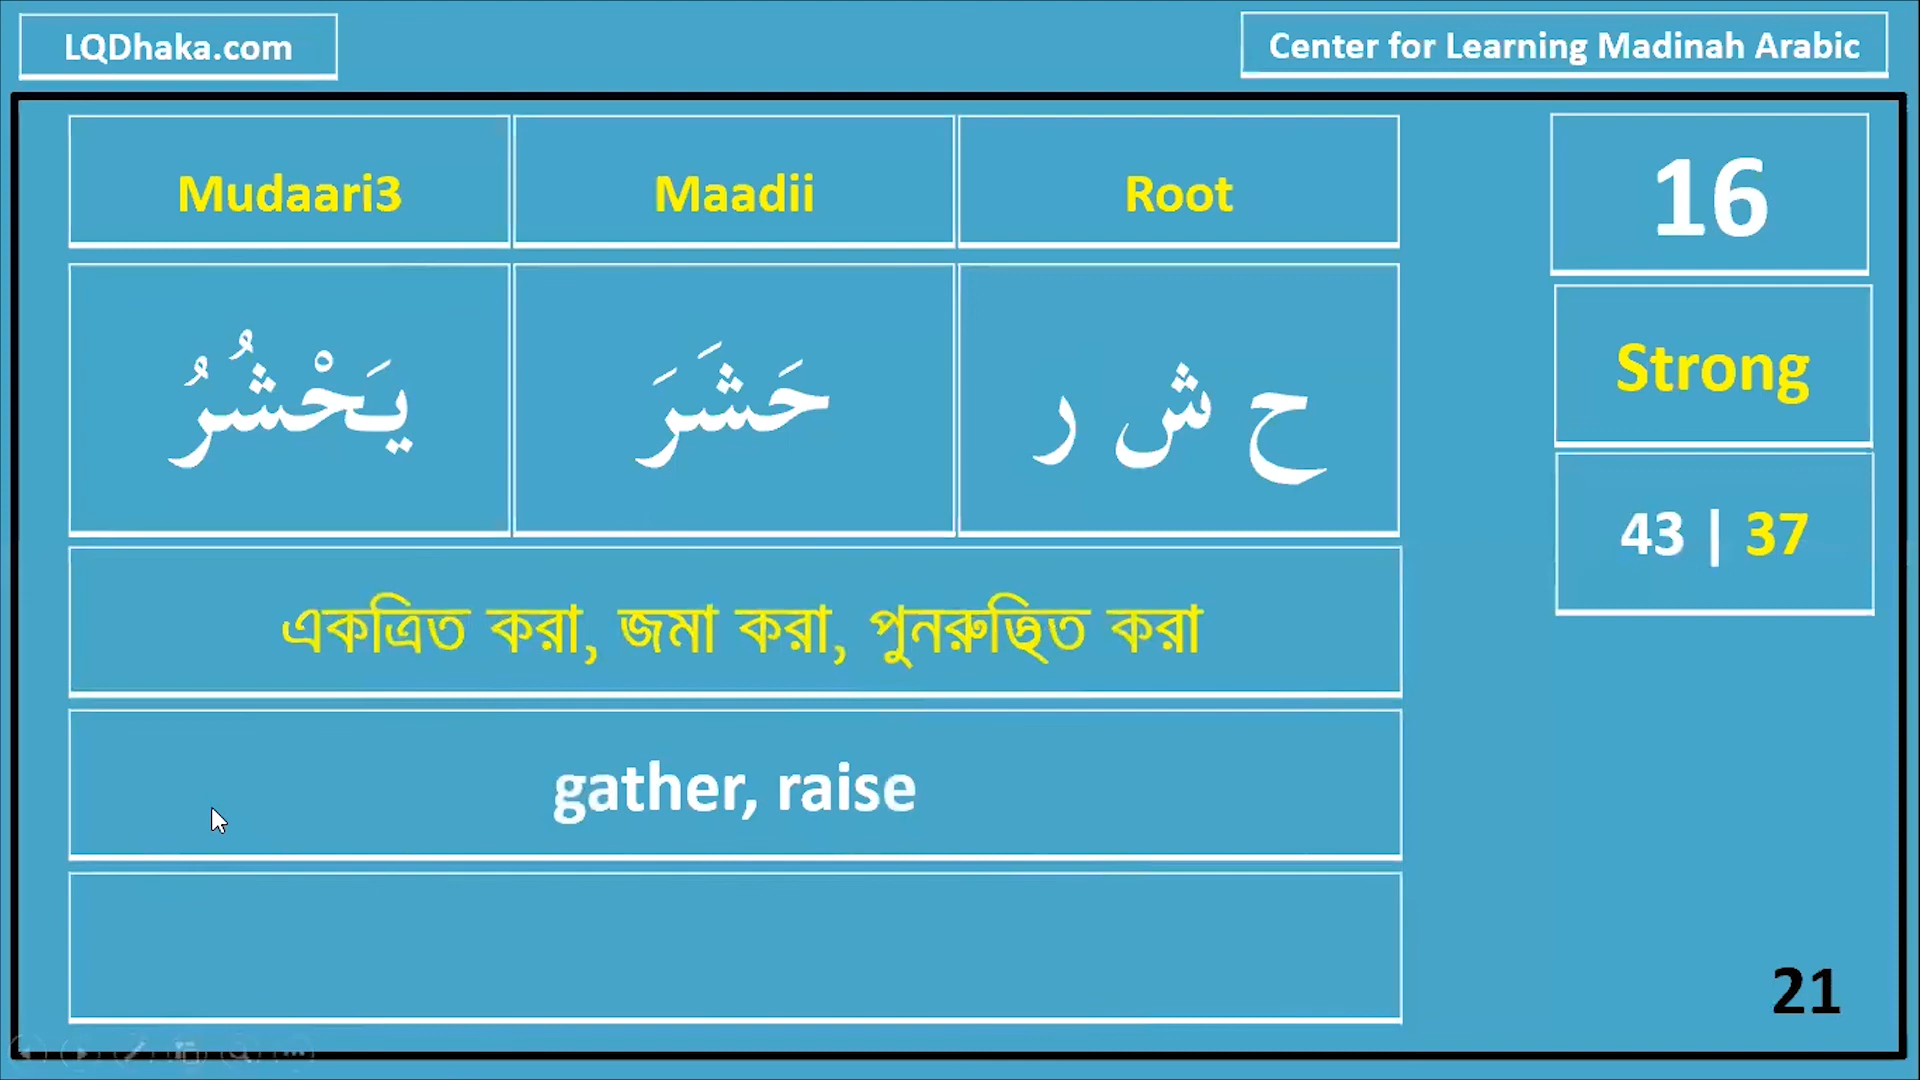 LQDhaka.com
Center for Learning Madinah Arabic
Mudaari3
Maadii
Root
16
يَحْشُرُ
حَشَرَ
ح ش ر
Strong
43 | 37
একত্রিত করা, জমা করা, পুনরুত্থিত করা
gather, raise
21